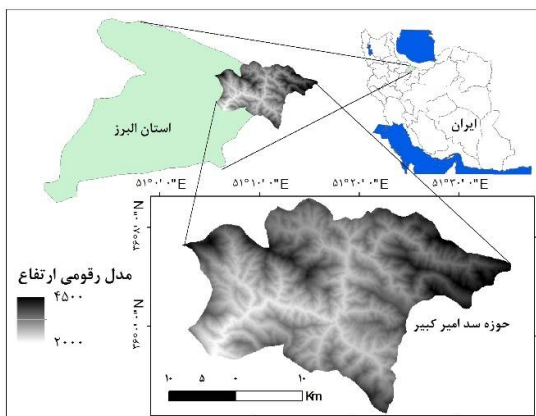 ایران
استان البرز
۵۱°۰'۰"E ۵۱°۱۰'۰"E ۵۱°۲۰'۰"E ۵۱°۳۰'۰"E
۳۶°۸'۰"N
۳۶°۰'۰"N
مدل رقومی ارتفاع
۴۵۰۰
۲۰۰۰
حوزه سد امیر کبیر
۱۰ ۵ ۰ ۱۰
Km